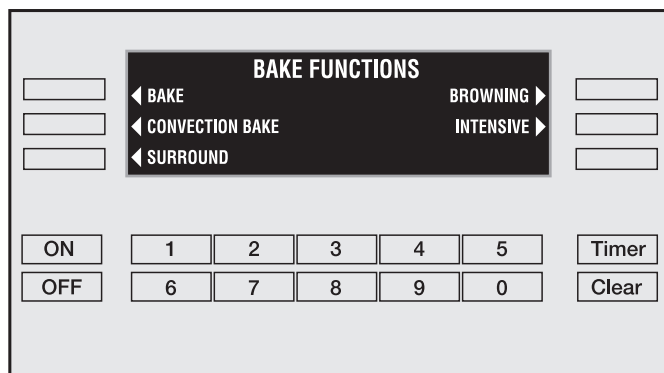 BAKE FUNCTIONS
BAKE BROWNING
CONVECTION BAKE INTENSIVE
SURROUND
ON 1 2 3 4 5 Timer
OFF 6 7 8 9 0 Clear